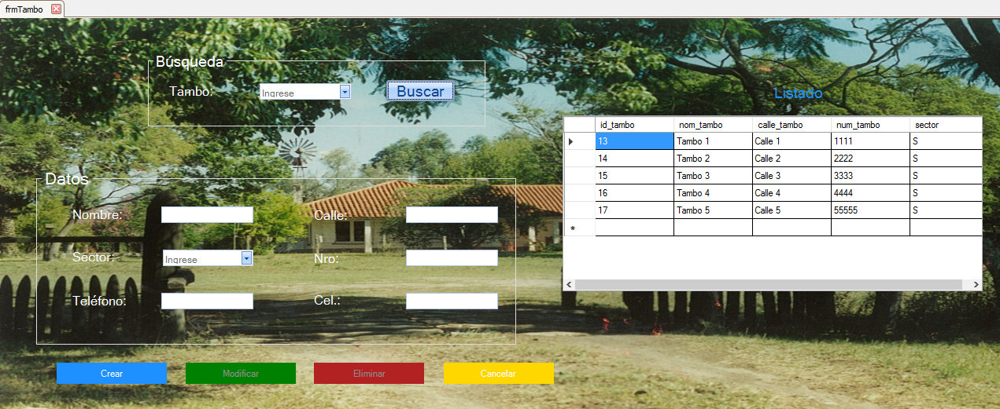 frmTambo
Búsqueda
Tambo: Ingrese Buscar
Listado
id_tambo nom_tambo calle_tambo num_tambo sector
13 Tambo 1 Calle 1 1111 S
14 Tambo 2 Calle 2 2222 S
15 Tambo 3 Calle 3 3333 S
16 Tambo 4 Calle 4 4444 S
17 Tambo 5 Calle 5 55555 S
*
Datos
Nombre: Calle:
Sector: Ingrese Nro:
Teléfono: Cel.:
Crear Modificar Eliminar Cancelar